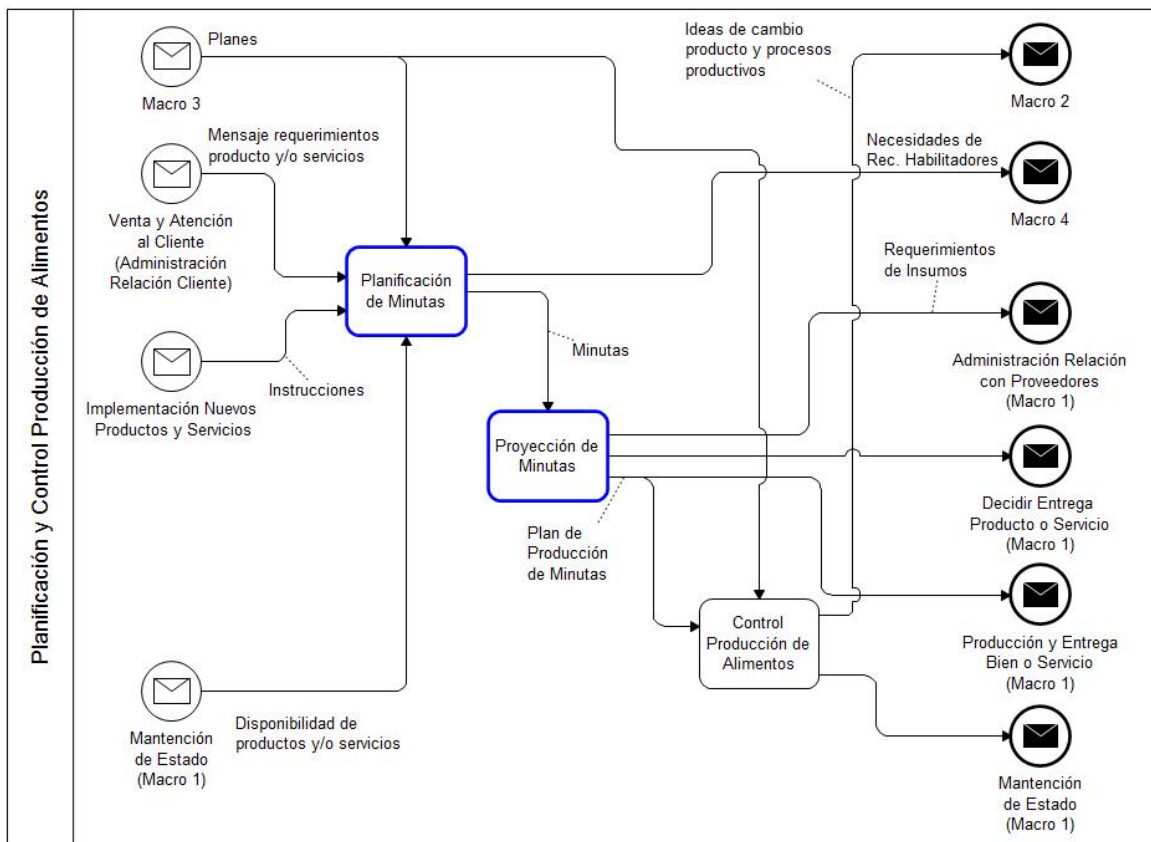 Planificación y Control Producción de Alimentos
Planes
Macro 3
Mensaje requerimientos
producto y/o servicios
Venta y Atención
al Cliente
(Administración
Relación Cliente)
Instrucciones
Implementación Nuevos
Productos y Servicios
Disponibilidad de
productos y/o servicios
Mantención
de Estado
(Macro 1)
Planificación
de Minutas
Minutas
Proyección de
Minutas
Plan de
Producción
de Minutas
Control
Producción de
Alimentos
Ideas de cambio
producto y procesos
productivos
Macro 2
Necesidades de
Rec. Habilitadores
Macro 4
Requerimientos
de Insumos
Administración Relación
con Proveedores
(Macro 1)
Decidir Entrega
Producto o Servicio
(Macro 1)
Producción y Entrega
Bien o Servicio
(Macro 1)
Mantención
de Estado
(Macro 1)